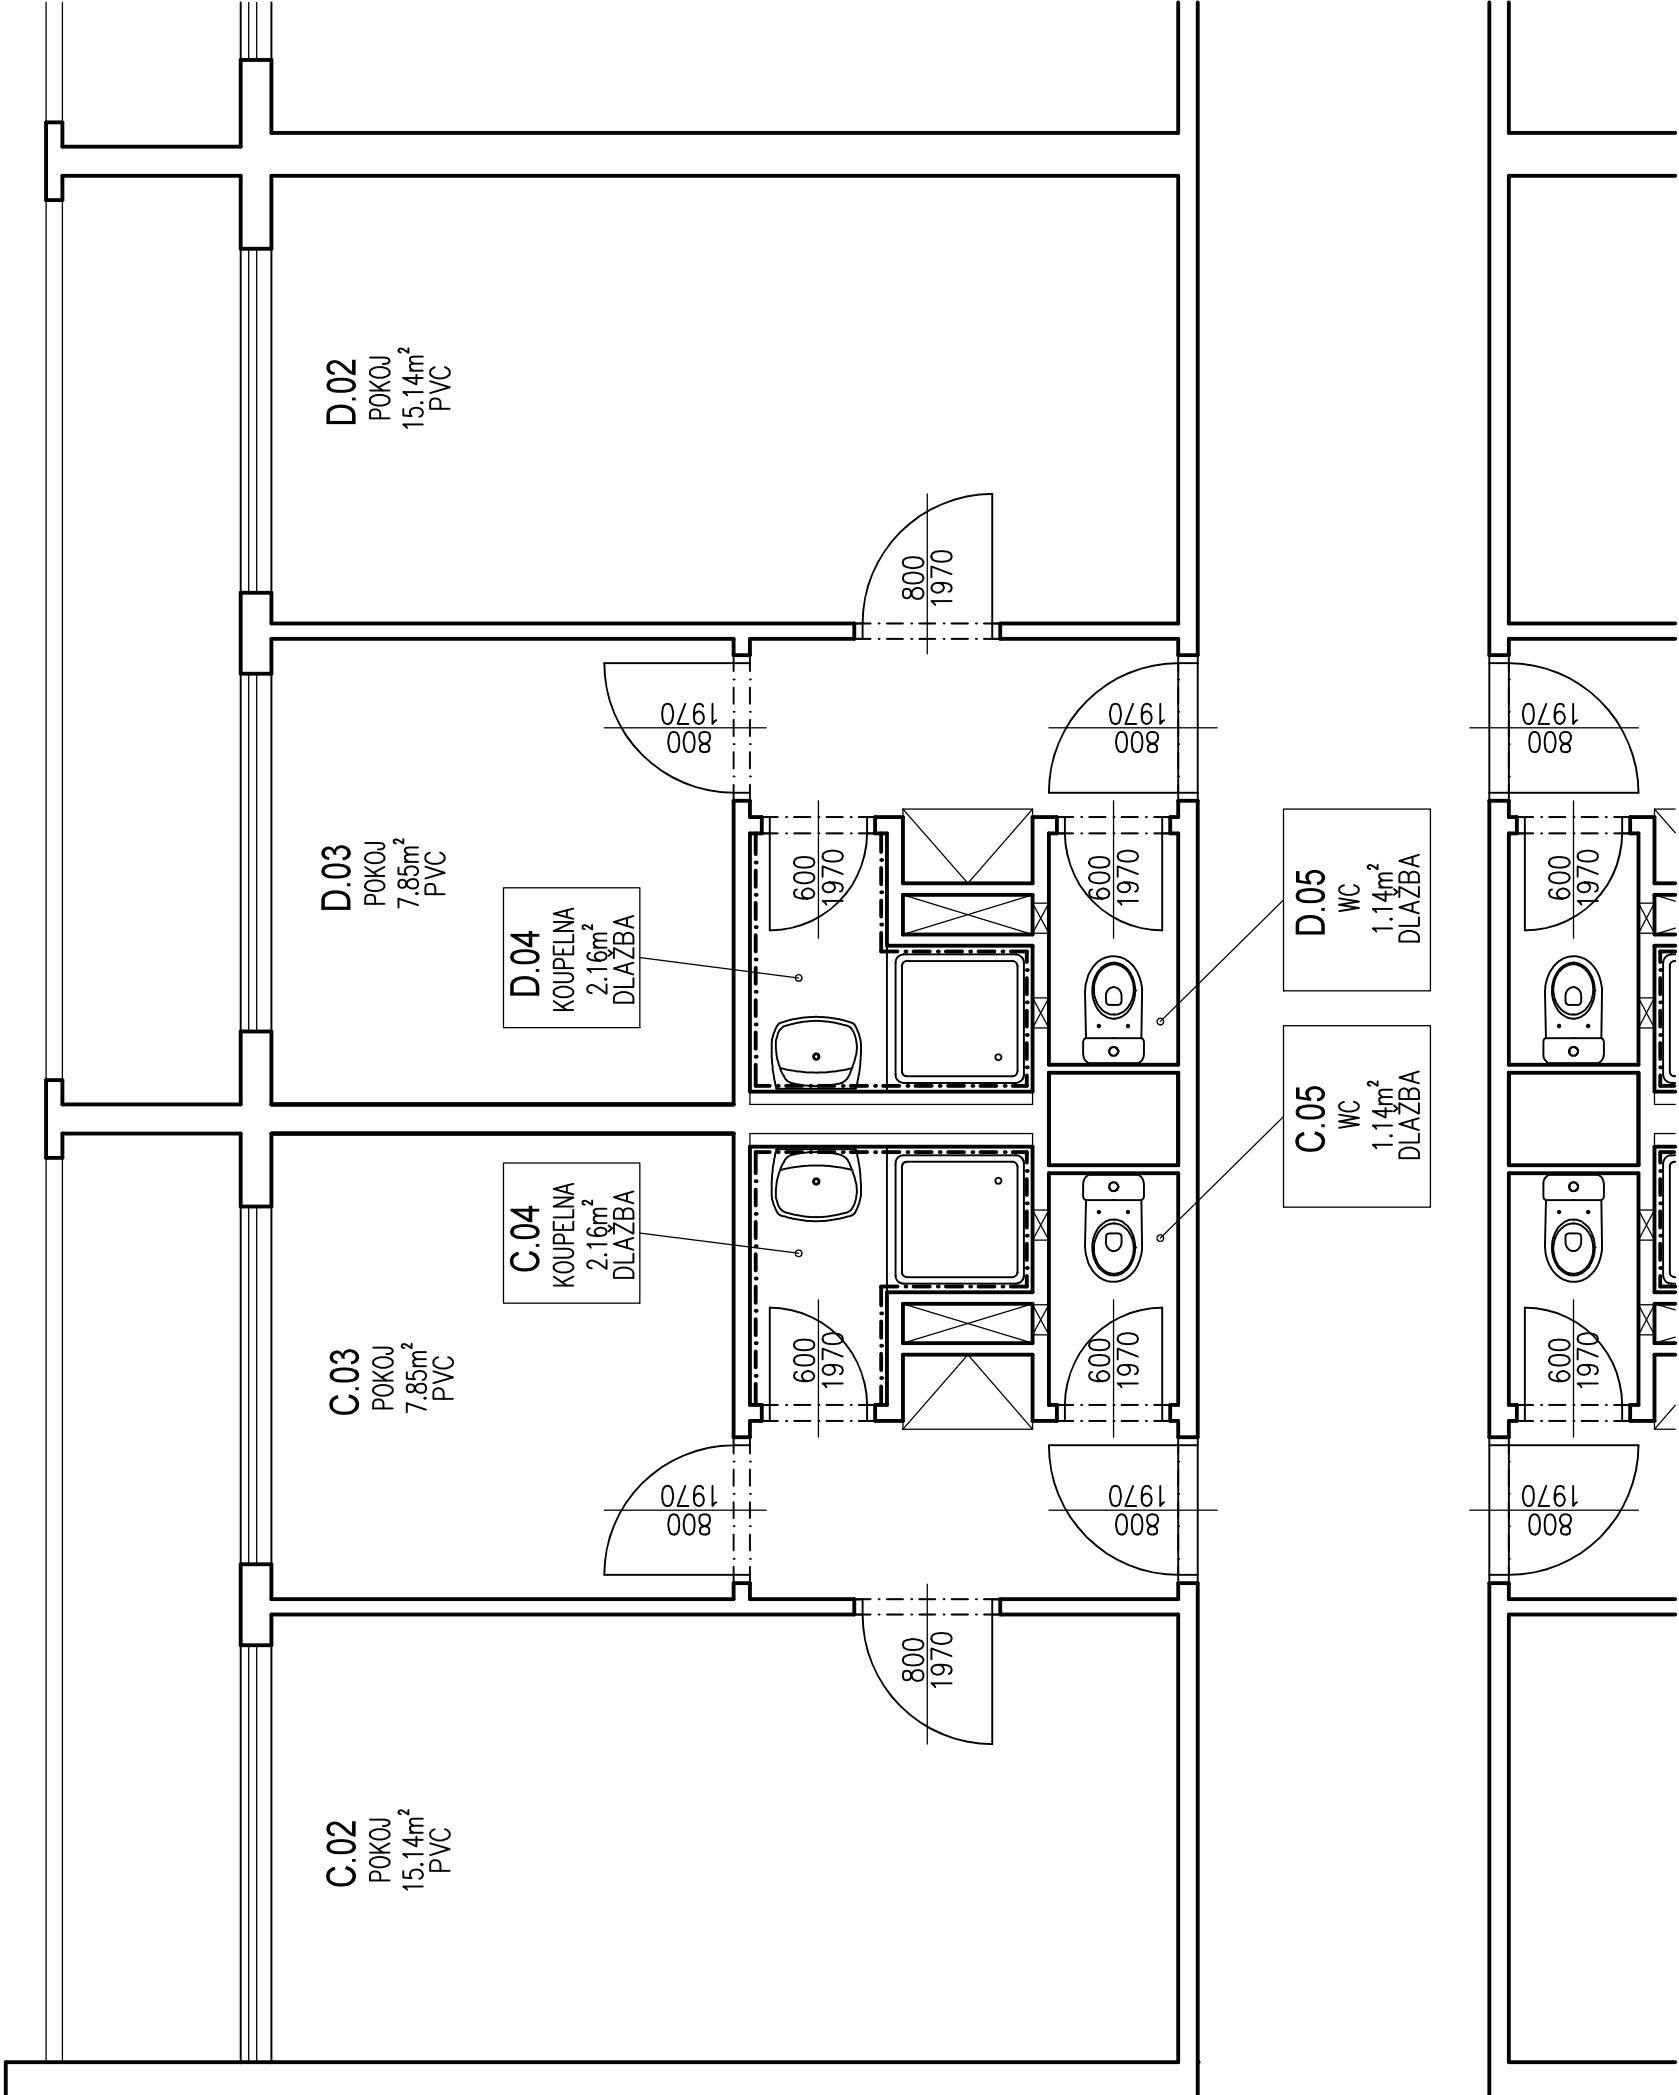 D.02
POKOJ
15.14m²
PVC
800
1970
D.03
POKOJ
7.85m²
PVC
800
1970
800
1970
800
1970
D.04
KOUPELNA
2.16m²
DLAŽBA
600
1970
600
1970
600
1970
D.05
WC
1.14m²
DLAŽBA
C.05
WC
1.14m²
DLAŽBA
C.04
KOUPELNA
2.16m²
DLAŽBA
600
1970
600
1970
600
1970
C.03
POKOJ
7.85m²
PVC
800
1970
800
1970
800
1970
800
1970
C.02
POKOJ
15.14m²
PVC